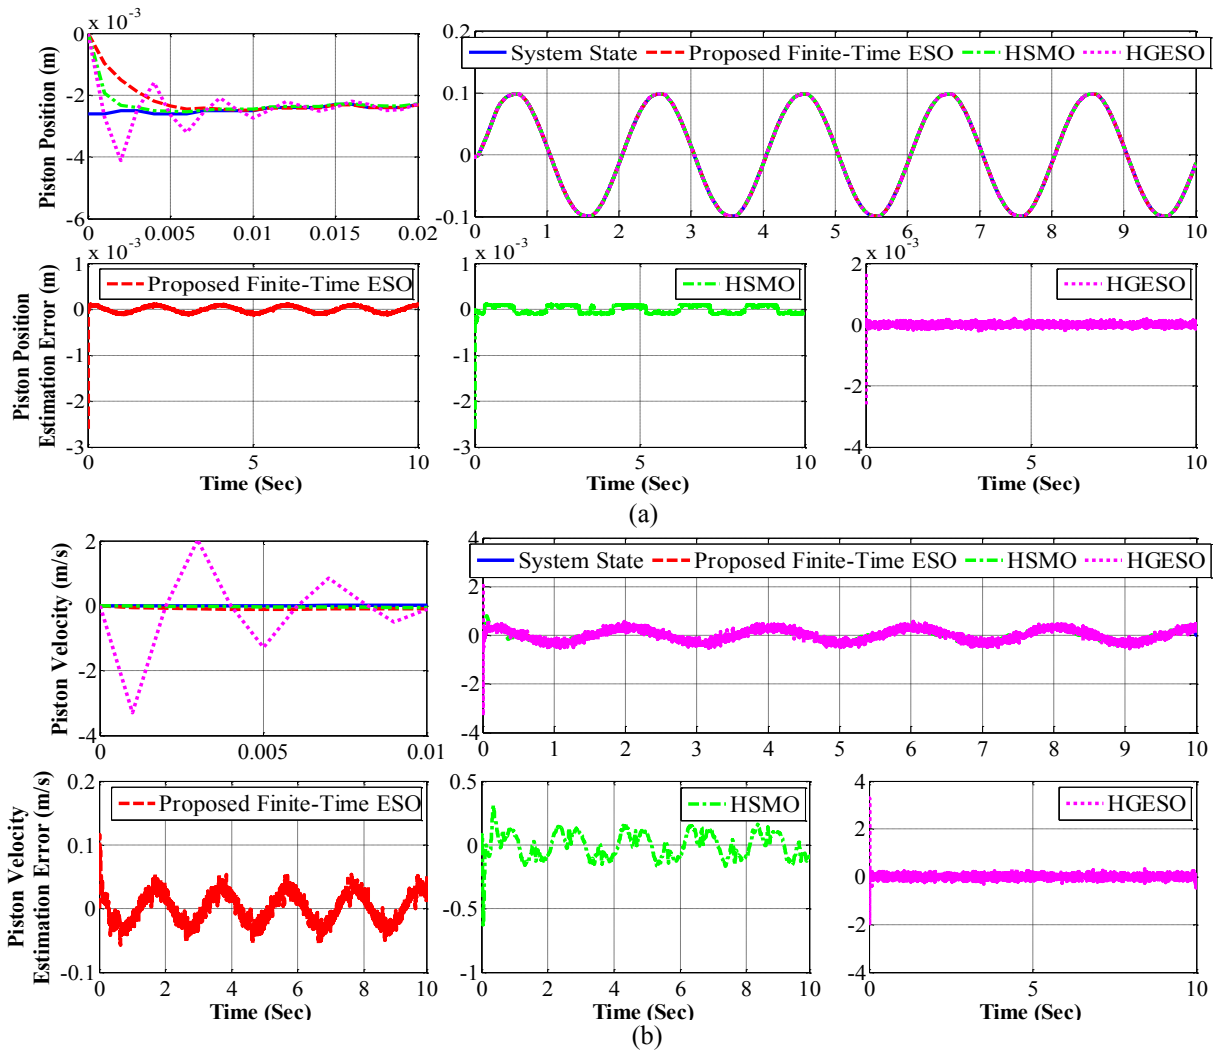 x 10^-3
0
-2
-4
-6
0 0.005 0.01 0.015 0.02
Piston Position (m)
0.2
0.1
0
-0.1
0 1 2 3 4 5 6 7 8 9 10
System State Proposed Finite-Time ESO HSMO HGESO
x 10^-3
1
0
-1
-2
-3
0 5 10
Piston Position
Estimation Error (m)
Proposed Finite-Time ESO
Time (Sec)
x 10^-3
1
0
-1
-2
-3
0 5 10
HSMO
Time (Sec)
x 10^-3
2
0
-2
-4
0 5 10
HGESO
Time (Sec)
(a)
2
0
-2
-4
0 0.005 0.01
Piston Velocity (m/s)
4
2
0
-2
-4
0 1 2 3 4 5 6 7 8 9 10
System State Proposed Finite-Time ESO HSMO HGESO
0.2
0.1
0
-0.1
0 2 4 6 8 10
Piston Velocity
Estimation Error (m/s)
Proposed Finite-Time ESO
Time (Sec)
0.5
0
-0.5
-1
0 2 4 6 8 10
HSMO
Time (Sec)
4
2
0
-2
-4
0 5 10
HGESO
Time (Sec)
(b)